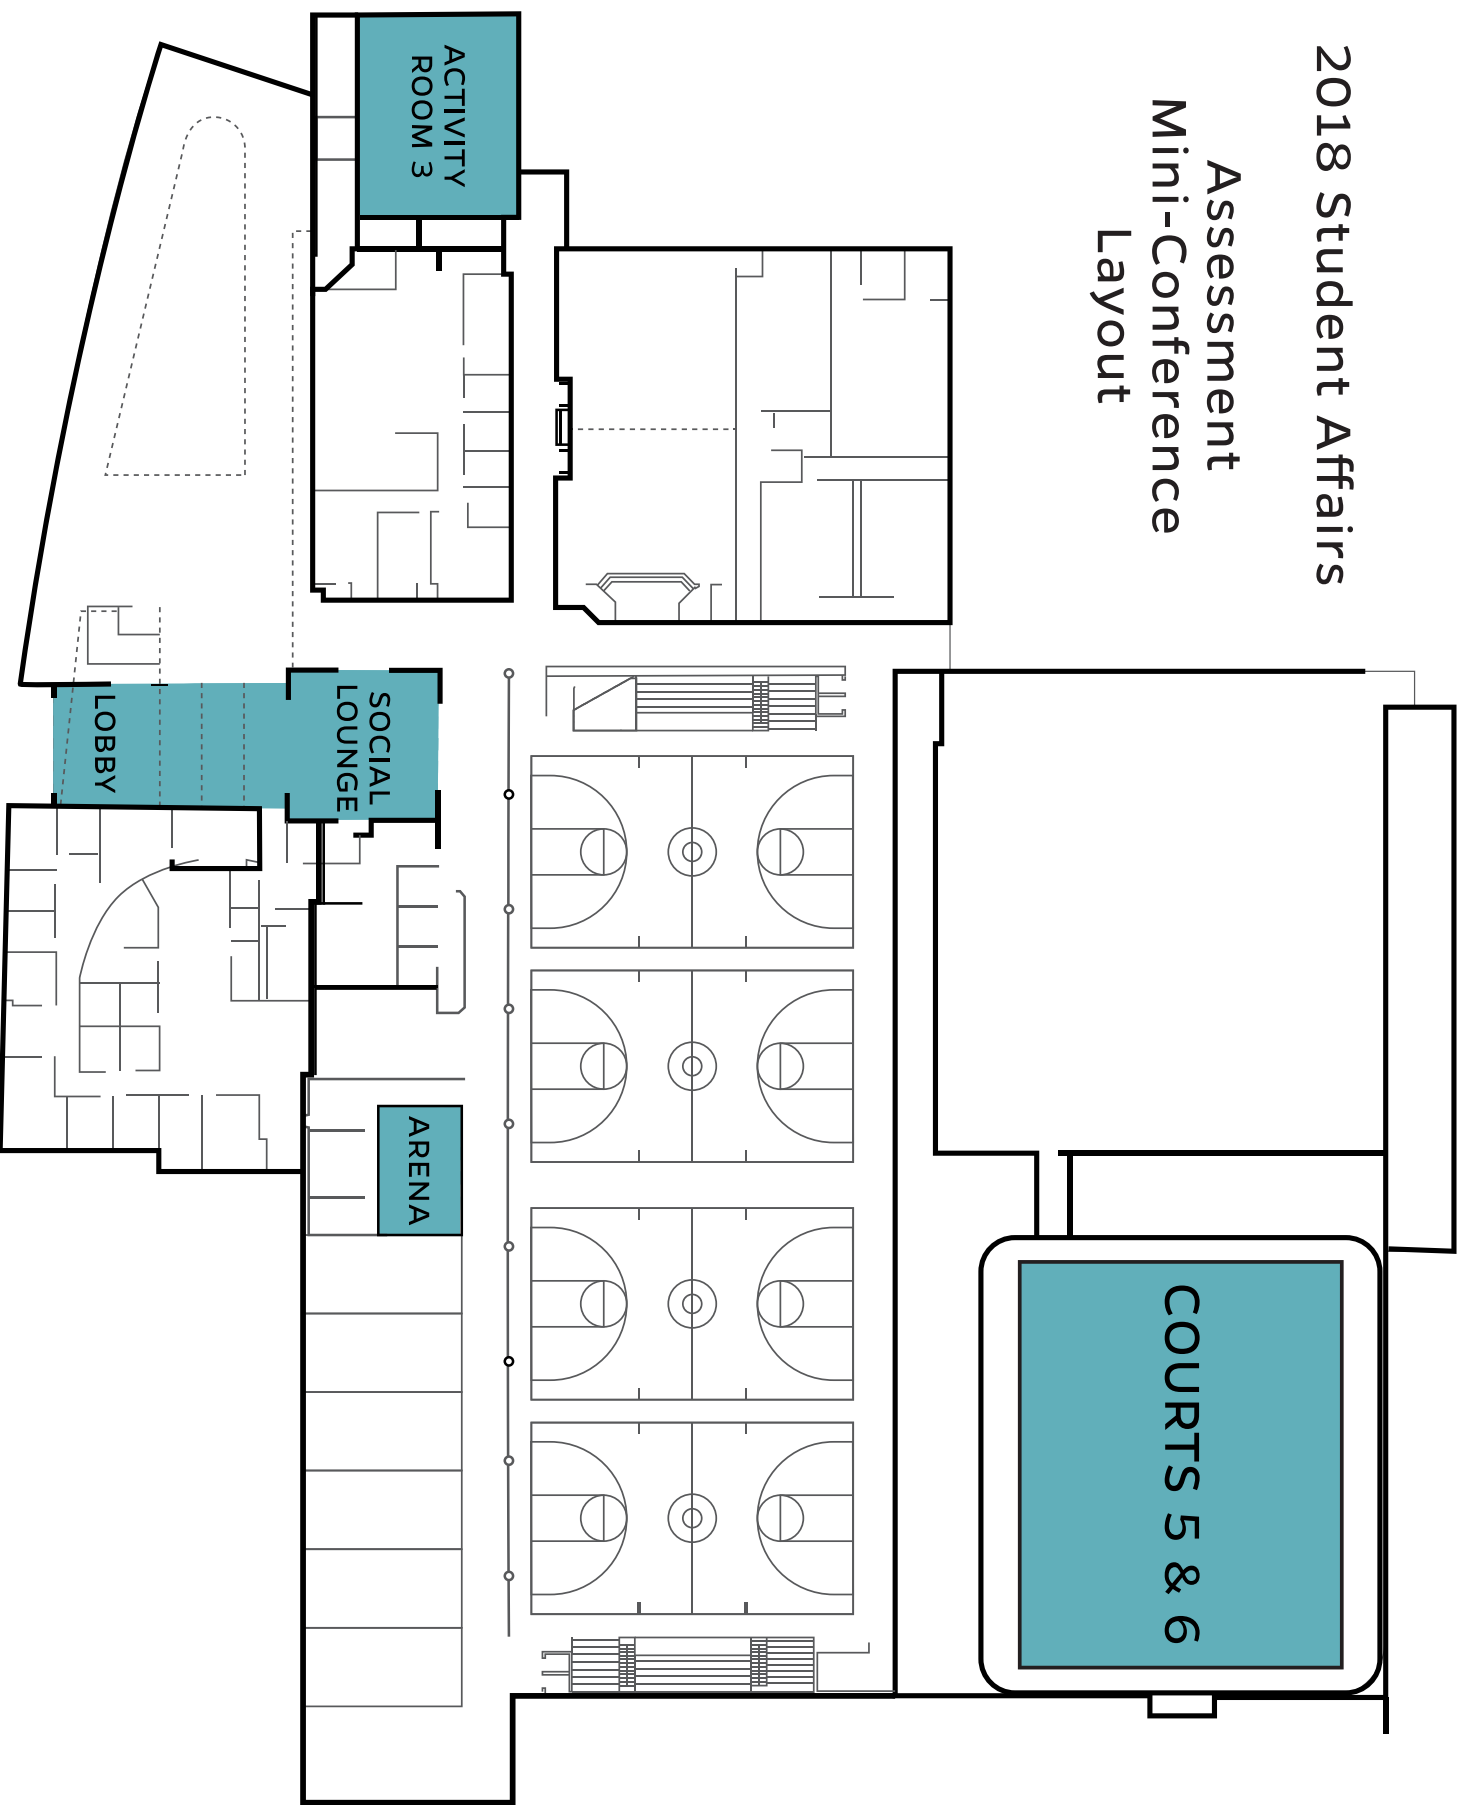 2018 Student Affairs
Assessment
Mini-Conference
Layout
ACTIVITY
ROOM 3
SOCIAL
LOUNGE
LOBBY
ARENA
COURTS 5 & 6